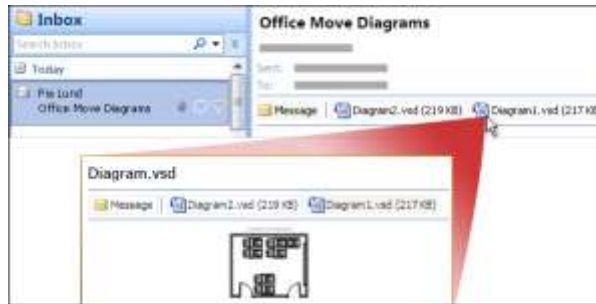 Inbox
Search Inbox
Today
Pia Lund
Office Move Diagrams
Office Move Diagrams
Sent:
To:
Message
Diagram2.vsd (219 KB)
Diagram1.vsd (217 KB
Diagram.vsd
Message
Diagram2.vsd (219 KB)
Diagram1.vsd (217 KB)